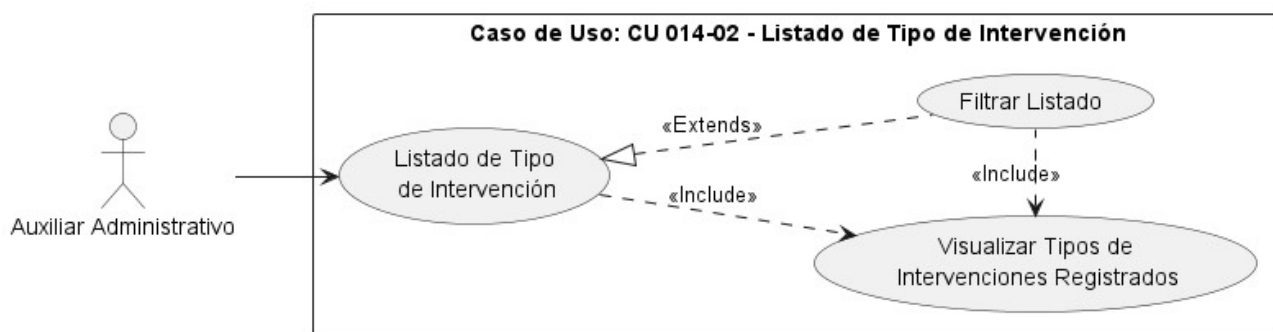 Caso de Uso: CU 014-02 - Listado de Tipo de Intervención
Filtrar Listado
«Extends»
Listado de Tipo
de Intervención
«Include»
«Include»
Auxiliar Administrativo
Visualizar Tipos de
Intervenciones Registrados